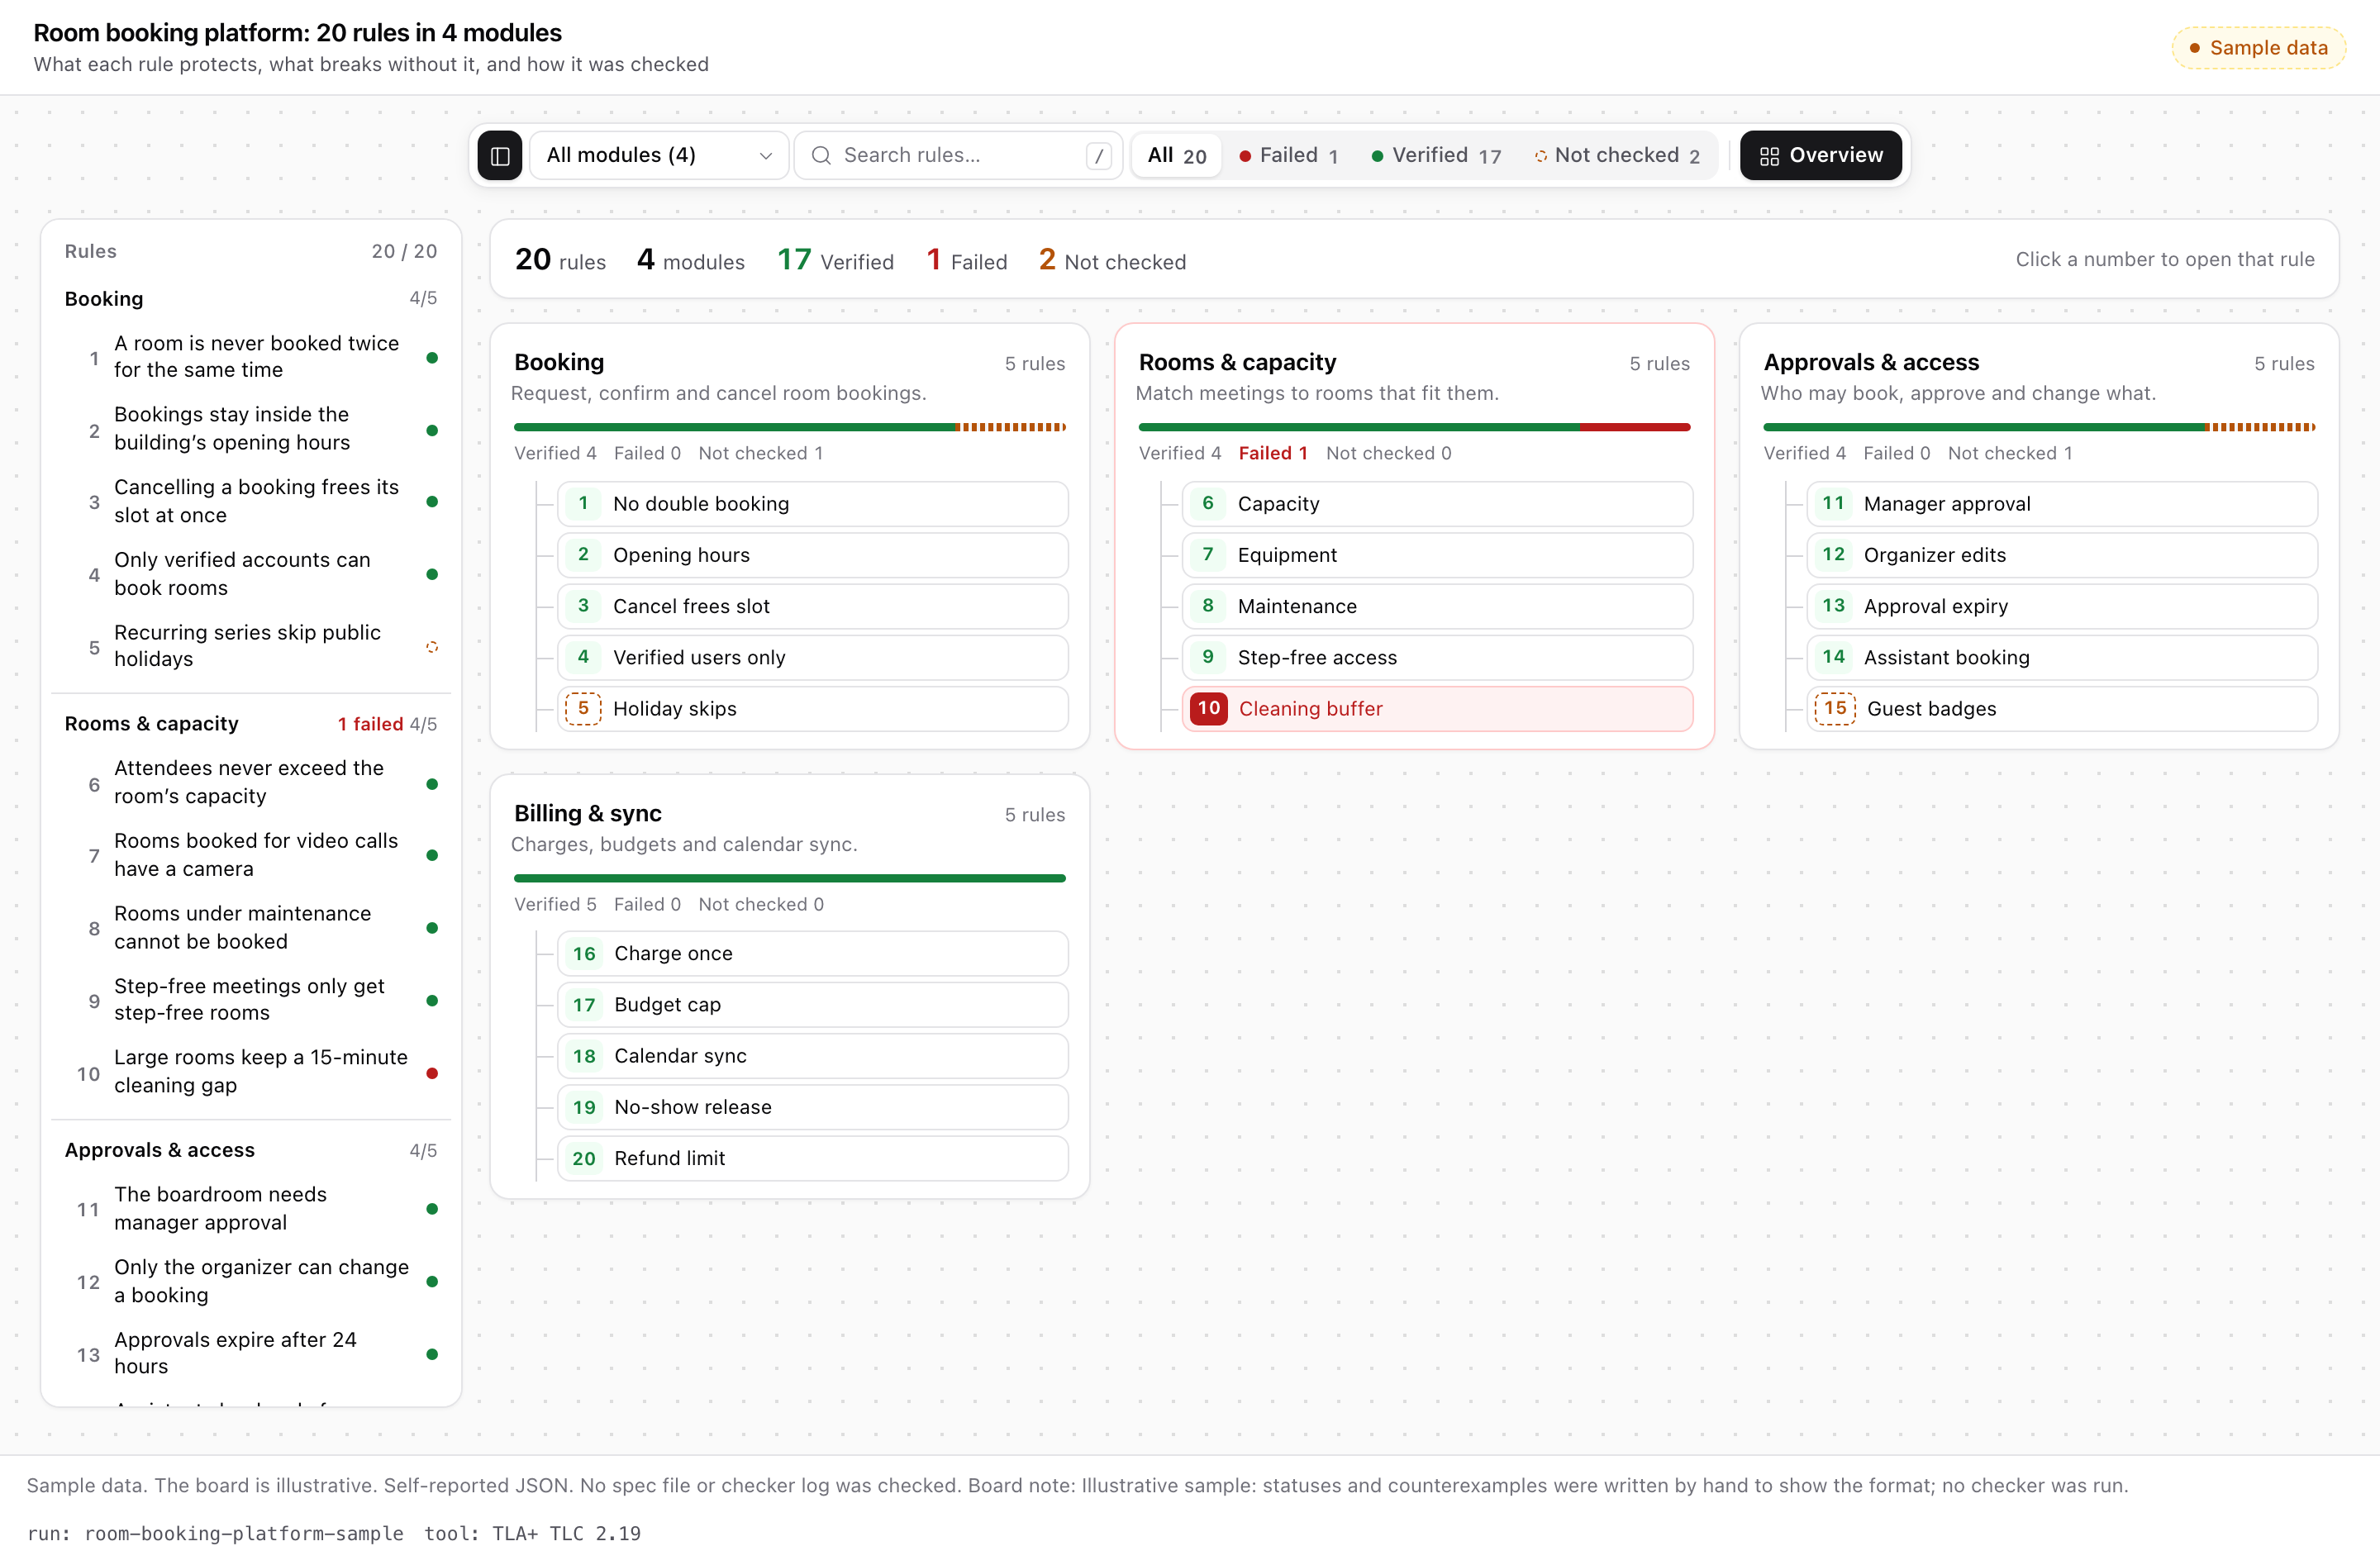 Room booking platform: 20 rules in 4 modules
What each rule protects, what breaks without it, and how it was checked
Sample data
All modules (4)
Search rules...
/
All 20
Failed 1
Verified 17
Not checked 2
Overview
Rules 20 / 20
Booking 4/5
1 A room is never booked twice
for the same time
2 Bookings stay inside the
building’s opening hours
3 Cancelling a booking frees its
slot at once
4 Only verified accounts can
book rooms
5 Recurring series skip public
holidays
Rooms & capacity 1 failed 4/5
6 Attendees never exceed the
room’s capacity
7 Rooms booked for video calls
have a camera
8 Rooms under maintenance
cannot be booked
9 Step-free meetings only get
step-free rooms
10 Large rooms keep a 15-minute
cleaning gap
Approvals & access 4/5
11 The boardroom needs
manager approval
12 Only the organizer can change
a booking
13 Approvals expire after 24
hours
20 rules 4 modules 17 Verified 1 Failed 2 Not checked
Click a number to open that rule
Booking 5 rules
Request, confirm and cancel room bookings.
Verified 4 Failed 0 Not checked 1
1 No double booking
2 Opening hours
3 Cancel frees slot
4 Verified users only
5 Holiday skips
Rooms & capacity 5 rules
Match meetings to rooms that fit them.
Verified 4 Failed 1 Not checked 0
6 Capacity
7 Equipment
8 Maintenance
9 Step-free access
10 Cleaning buffer
Approvals & access 5 rules
Who may book, approve and change what.
Verified 4 Failed 0 Not checked 1
11 Manager approval
12 Organizer edits
13 Approval expiry
14 Assistant booking
15 Guest badges
Billing & sync 5 rules
Charges, budgets and calendar sync.
Verified 5 Failed 0 Not checked 0
16 Charge once
17 Budget cap
18 Calendar sync
19 No-show release
20 Refund limit
Sample data. The board is illustrative. Self-reported JSON. No spec file or checker log was checked. Board note: Illustrative sample: statuses and counterexamples were written by hand to show the format; no checker was run.
run: room-booking-platform-sample tool: TLA+ TLC 2.19